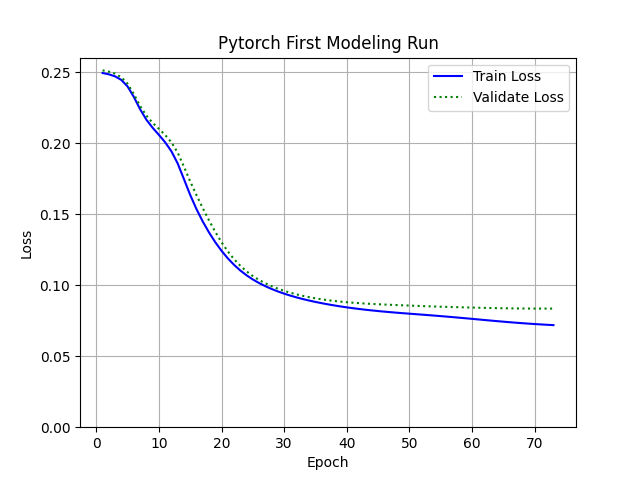 Pytorch First Modeling Run
Train Loss
Validate Loss
0.25
0.20
0.15
0.10
0.05
0.00
Loss
0 10 20 30 40 50 60 70
Epoch